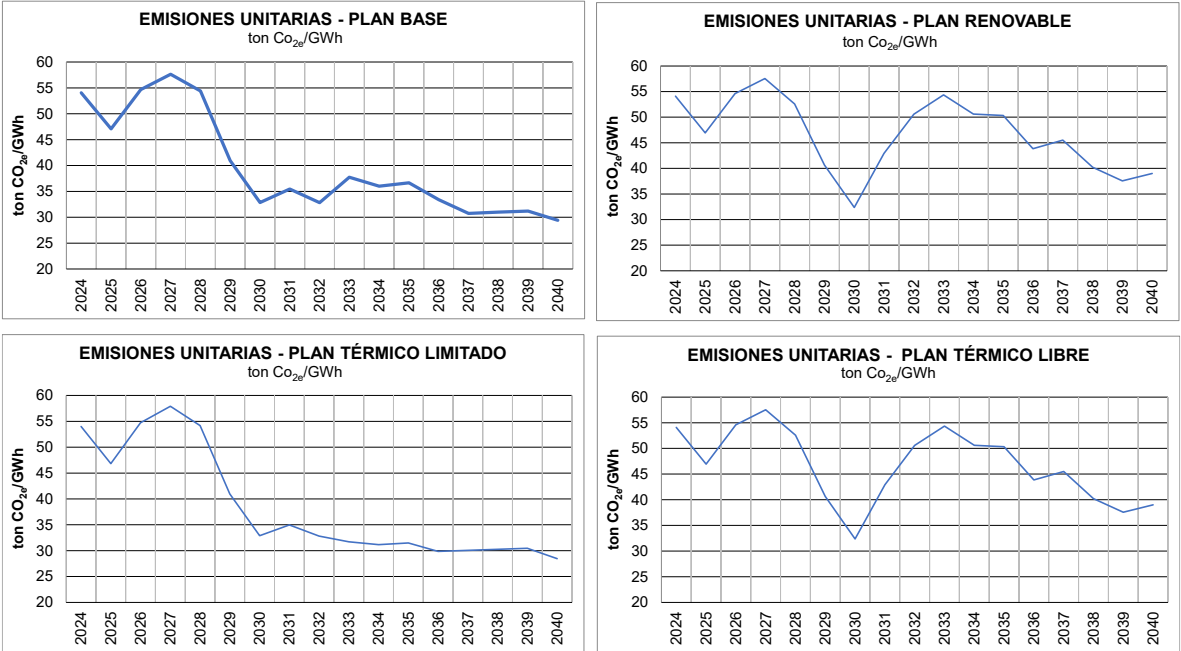 EMISIONES UNITARIAS - PLAN BASE
ton Co2e/GWh
60
55
50
45
40
35
30
25
20
ton CO2e/GWh
2024 2025 2026 2027 2028 2029 2030 2031 2032 2033 2034 2035 2036 2037 2038 2039 2040
EMISIONES UNITARIAS - PLAN RENOVABLE
ton Co2e/GWh
60
55
50
45
40
35
30
25
20
ton CO2e/GWh
2024 2025 2026 2027 2028 2029 2030 2031 2032 2033 2034 2035 2036 2037 2038 2039 2040
EMISIONES UNITARIAS - PLAN TÉRMICO LIMITADO
ton Co2e/GWh
60
55
50
45
40
35
30
25
20
ton CO2e/GWh
2024 2025 2026 2027 2028 2029 2030 2031 2032 2033 2034 2035 2036 2037 2038 2039 2040
EMISIONES UNITARIAS - PLAN TÉRMICO LIBRE
ton Co2e/GWh
60
55
50
45
40
35
30
25
20
ton CO2e/GWh
2024 2025 2026 2027 2028 2029 2030 2031 2032 2033 2034 2035 2036 2037 2038 2039 2040